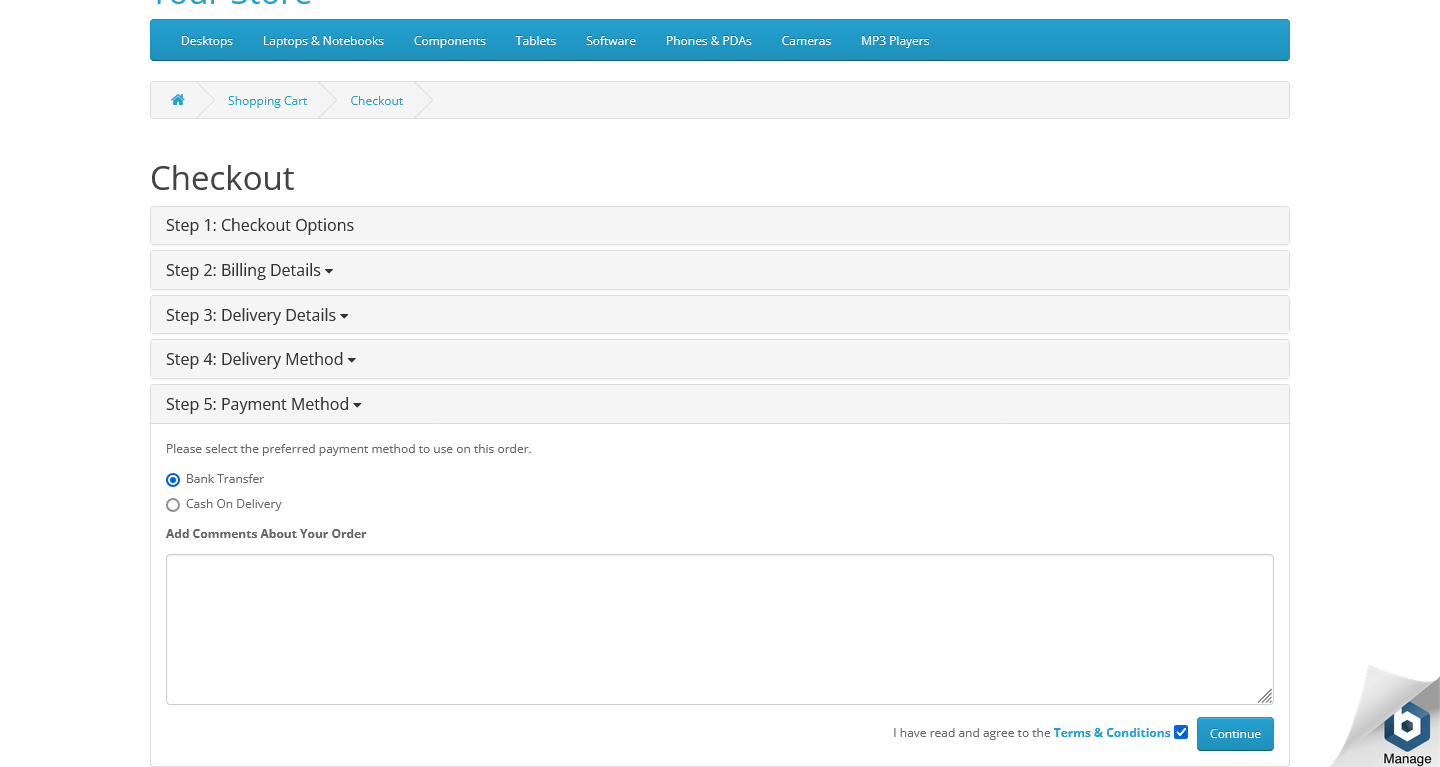 Your Store
Desktops Laptops & Notebooks Components Tablets Software Phones & PDAs Cameras MP3 Players
Shopping Cart Checkout
Checkout
Step 1: Checkout Options
Step 2: Billing Details
Step 3: Delivery Details
Step 4: Delivery Method
Step 5: Payment Method
Please select the preferred payment method to use on this order.
Bank Transfer
Cash On Delivery
Add Comments About Your Order
I have read and agree to the Terms & Conditions Continue
Manage